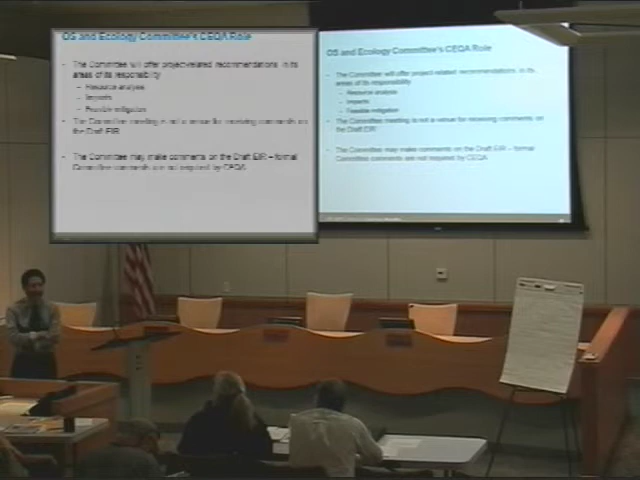 OS and Ecology Committee's CEQA Role
The Committee will offer project-related recommendations in its
areas of its responsibility
- Resource analysis
- Impacts
- Feasible mitigation
The Committee meeting is not a venue for receiving comments on
the Draft EIR
The Committee may make comments on the Draft EIR – formal
Committee comments are not required by CEQA
OS and Ecology Committee's CEQA Role
The Committee will offer project-related recommendations in its
areas of its responsibility
- Resource analysis
- Impacts
- Feasible mitigation
The Committee meeting is not a venue for receiving comments on
the Draft EIR
The Committee may make comments on the Draft EIR – formal
Committee comments are not required by CEQA